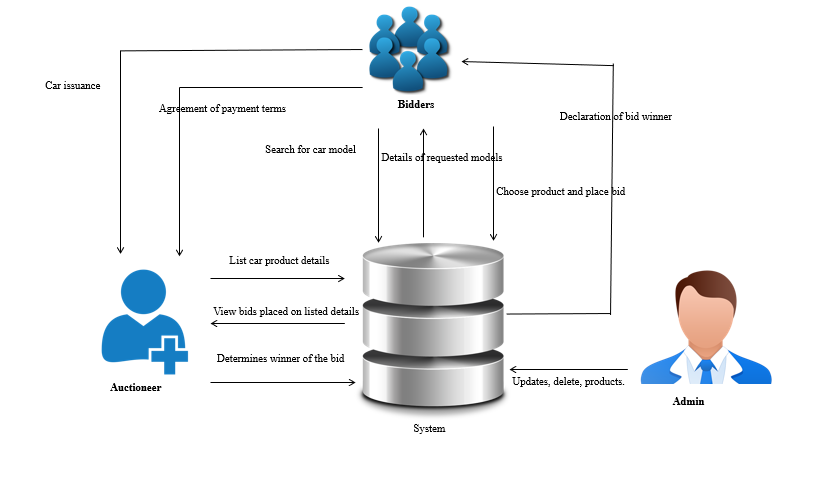 Car issuance
Bidders
Agreement of payment terms
Declaration of bid winner
Search for car model
Details of requested models
Choose product and place bid
List car product details
View bids placed on listed details
Determines winner of the bid
Updates, delete, products.
Auctioneer
Admin
System